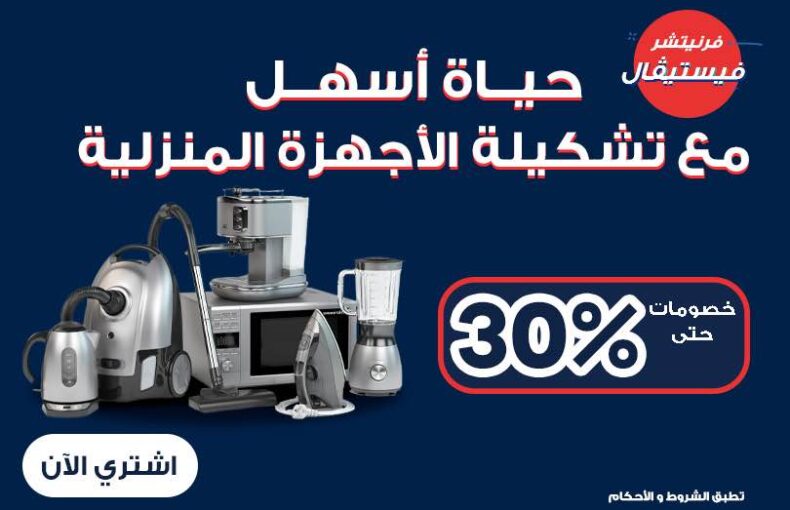 فرنيتشر
فيستيڤال
حياة أسهل
مع تشكيلة الأجهزة المنزلية
خصومات
حتى
30%
اشتري الآن
تطبق الشروط و الأحكام